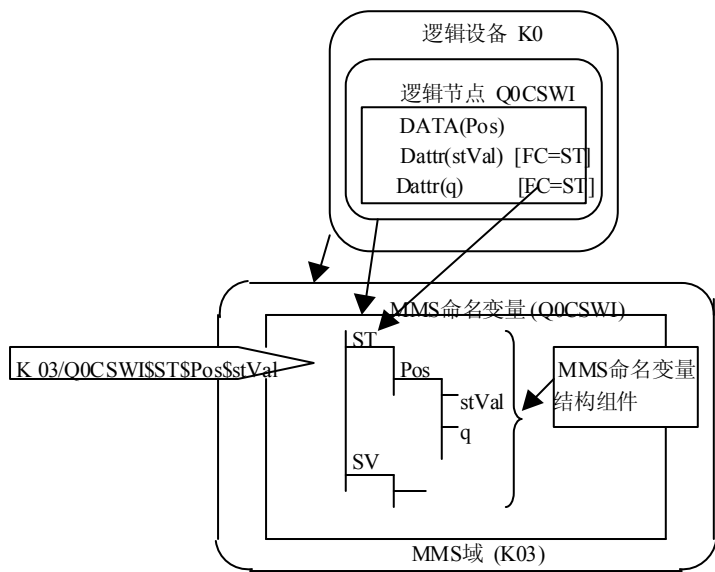 逻辑设备 K0
逻辑节点 Q0CSWI
DATA(Pos)
Dattr(stVal) [FC=ST]
Dattr(q) [FC=ST]
MMS命名变量(Q0CSWI)
K 03/Q0CSWI$ST$Pos$stVal
ST
Pos
stVal
q
SV
MMS命名变量
结构组件
MMS域 (K03)